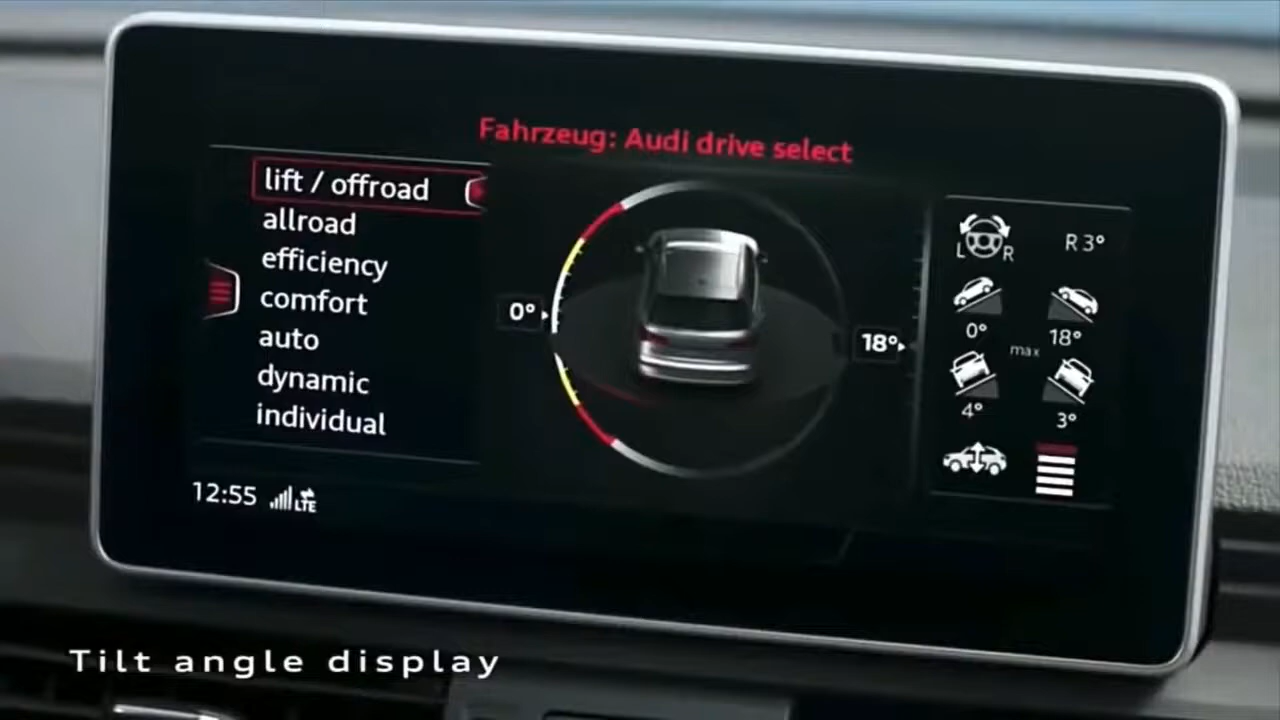 Fahrzeug: Audi drive select
lift / offroad
allroad
efficiency
comfort
auto
dynamic
individual
0°
18°
L R
R 3°
0°
max
18°
4°
3°
12:55
LTE
Tilt angle display